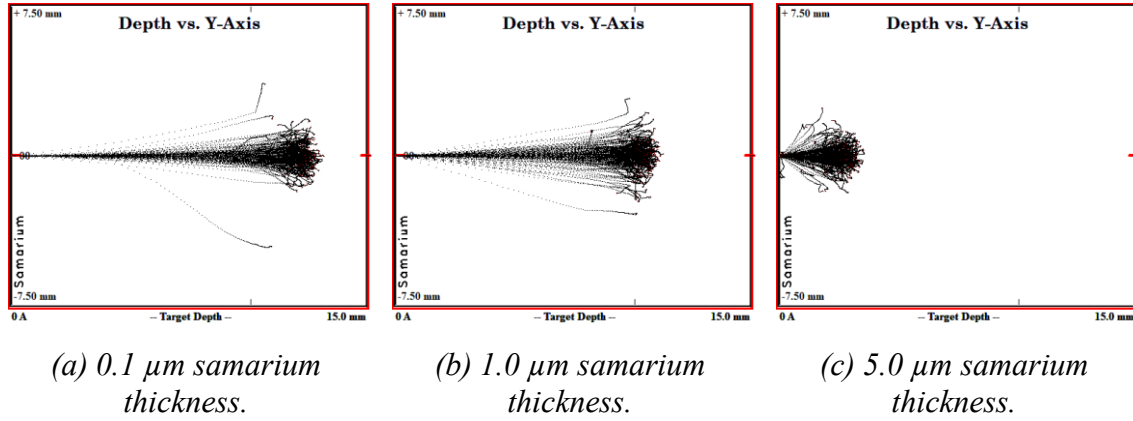 + 7.50 mm
Depth vs. Y-Axis
Samarium
-7.50 mm
0 A
-- Target Depth --
15.0 mm
(a) 0.1 µm samarium
thickness.
+ 7.50 mm
Depth vs. Y-Axis
Samarium
-7.50 mm
0 A
-- Target Depth --
15.0 mm
(b) 1.0 µm samarium
thickness.
+ 7.50 mm
Depth vs. Y-Axis
Samarium
-7.50 mm
0 A
-- Target Depth --
15.0 mm
(c) 5.0 µm samarium
thickness.